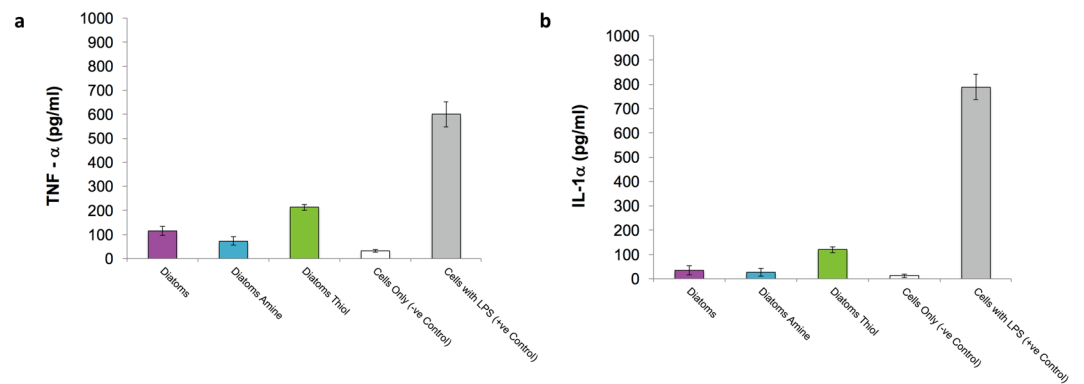 a
1000
900
800
700
600
500
400
300
200
100
0
TNF - α (pg/ml)
Diatoms
Diatoms Amine
Diatoms Thiol
Cells Only (-ve Control)
Cells with LPS (+ve Control)
b
1000
900
800
700
600
500
400
300
200
100
0
IL-1α (pg/ml)
Diatoms
Diatoms Amine
Diatoms Thiol
Cells Only (-ve Control)
Cells with LPS (+ve Control)